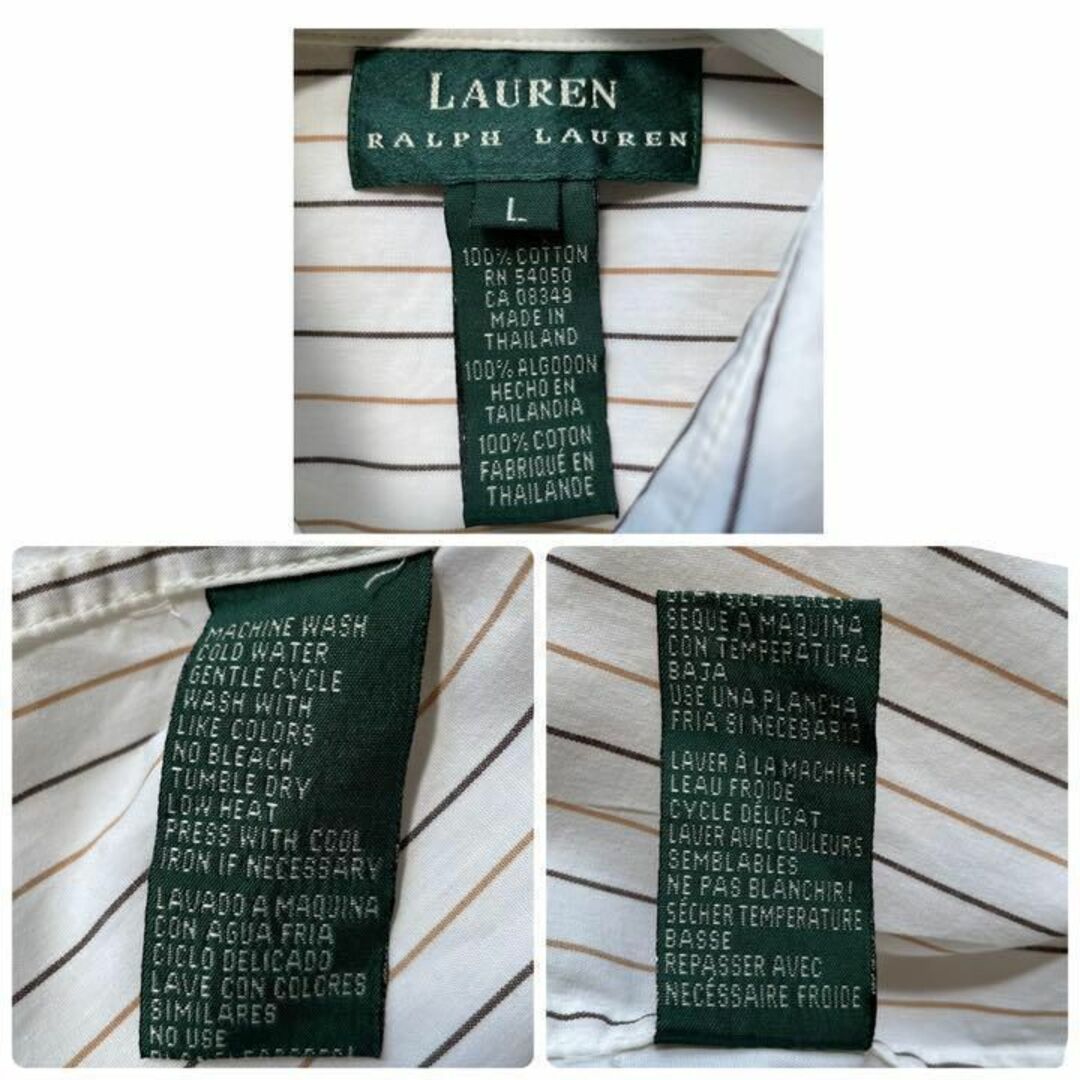 LAUREN
RALPH LAUREN
L
100% COTTON
RN 54050
CA 08349
MADE IN
THAILAND
100% ALGODON
HECHO EN
TAILANDIA
100% COTON
FABRIQUÉ EN
THAILANDE
MACHINE WASH
COLD WATER
GENTLE CYCLE
WASH WITH
LIKE COLORS
NO BLEACH
TUMBLE DRY
LOW HEAT
PRESS WITH COOL
IRON IF NECESSARY
LAVADO A MAQUINA
CON AGUA FRIA
CICLO DELICADO
LAVE CON COLORES
SIMILARES
NO USE
SEQUE A MAQUINA
CON TEMPERATURA
BAJA
USE UNA PLANCHA
FRIA SI NECESARIO
LAVER À LA MACHINE
LEAU FROIDE
CYCLE DÉLICAT
LAVER AVEC COULEURS
SEMBLABLES
NE PAS BLANCHIR!
SÉCHER TEMPERATURE
BASSE
REPASSER AVEC
NECÉSSAIRE FROIDE